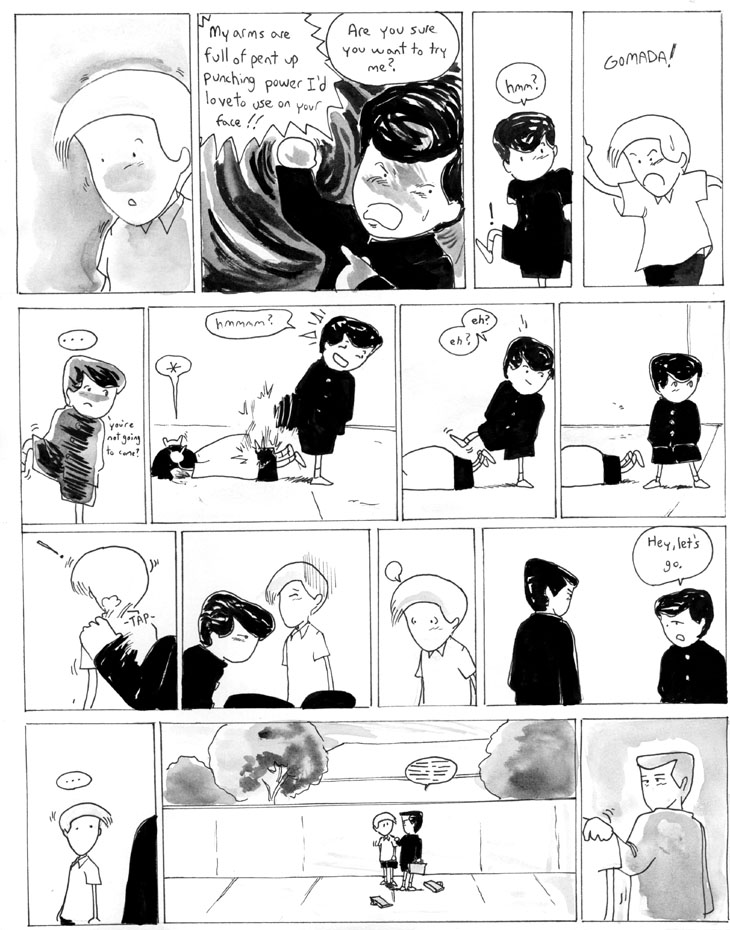 GOMADA!
hmm?
!
Are you sure
you want to try
me?
My arms are
full of pent up
punching power I'd
love to use on your
face!!
eh?
eh?
hmmmm?
*
...
you're
not going
to come?
Hey, let's
go.
-TAP-
!
...